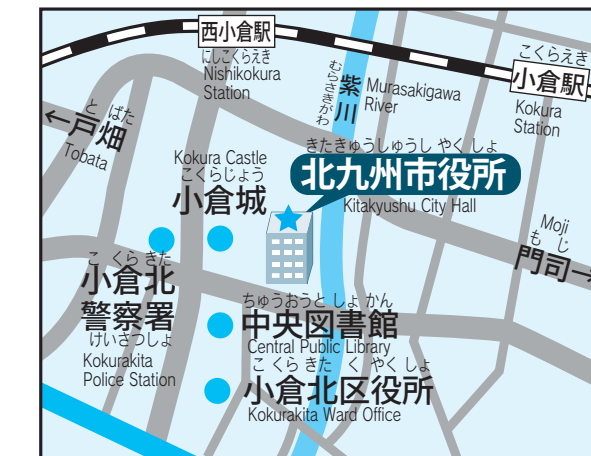 西小倉駅
にしこくらえき
Nishikokura
Station
こくらえき
小倉駅
Kokura
Station
むらさきがわ
紫川
Murasakigawa
River
とばた
←戸畑
Tobata
Kokura Castle
こくらじょう
小倉城
きたきゅうしゅうし やくしょ
北九州市役所
Kitakyushu City Hall
Moji
もじ
門司→
こくらきた
小倉北
警察署
けいさつしょ
Kokurakita
Police Station
ちゅうおうとしょかん
中央図書館
Central Public Library
こくらきたくやくしょ
小倉北区役所
Kokurakita Ward Office